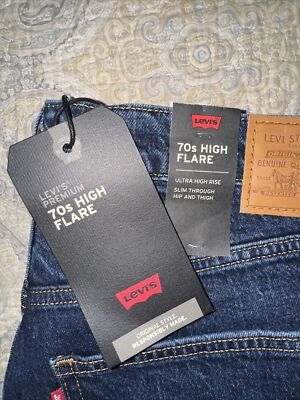 LEVI'S
PREMIUM
70s HIGH
FLARE
Levi's
ORIGINAL STYLE.
RESPONSIBLY MADE.
Levi's
70s HIGH
FLARE
ULTRA HIGH RISE
SLIM THROUGH
HIP AND THIGH
LEVI ST
GENUINE